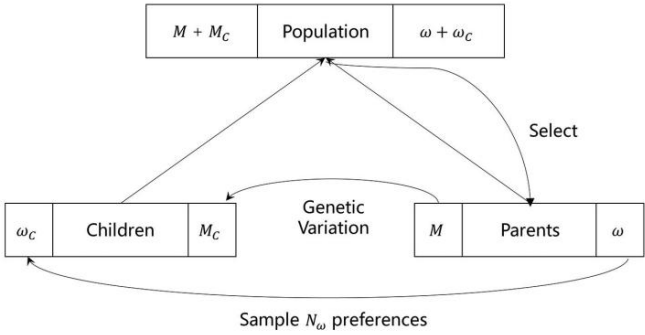 M + M_C Population ω + ω_C
Select
Genetic
Variation
ω_C Children M_C
M Parents ω
Sample N_ω preferences